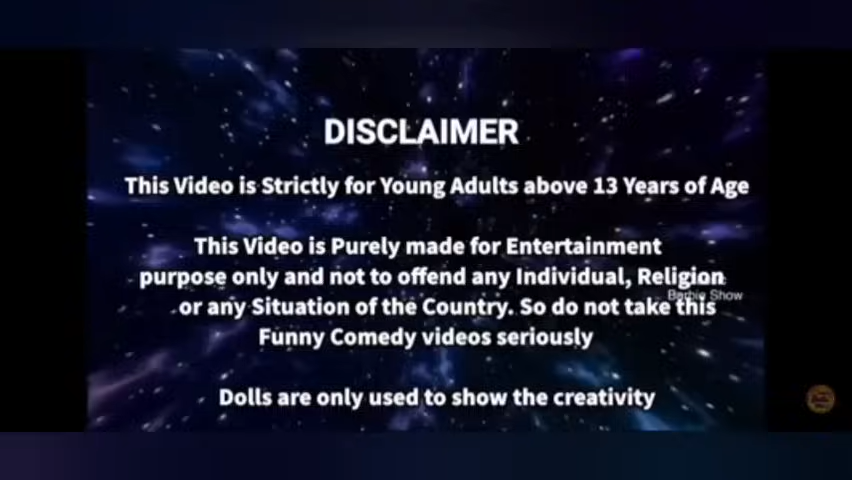 DISCLAIMER
This Video is Strictly for Young Adults above 13 Years of Age
This Video is Purely made for Entertainment
purpose only and not to offend any Individual, Religion
Barbie Show
or any Situation of the Country. So do not take this
Funny Comedy videos seriously
Dolls are only used to show the creativity